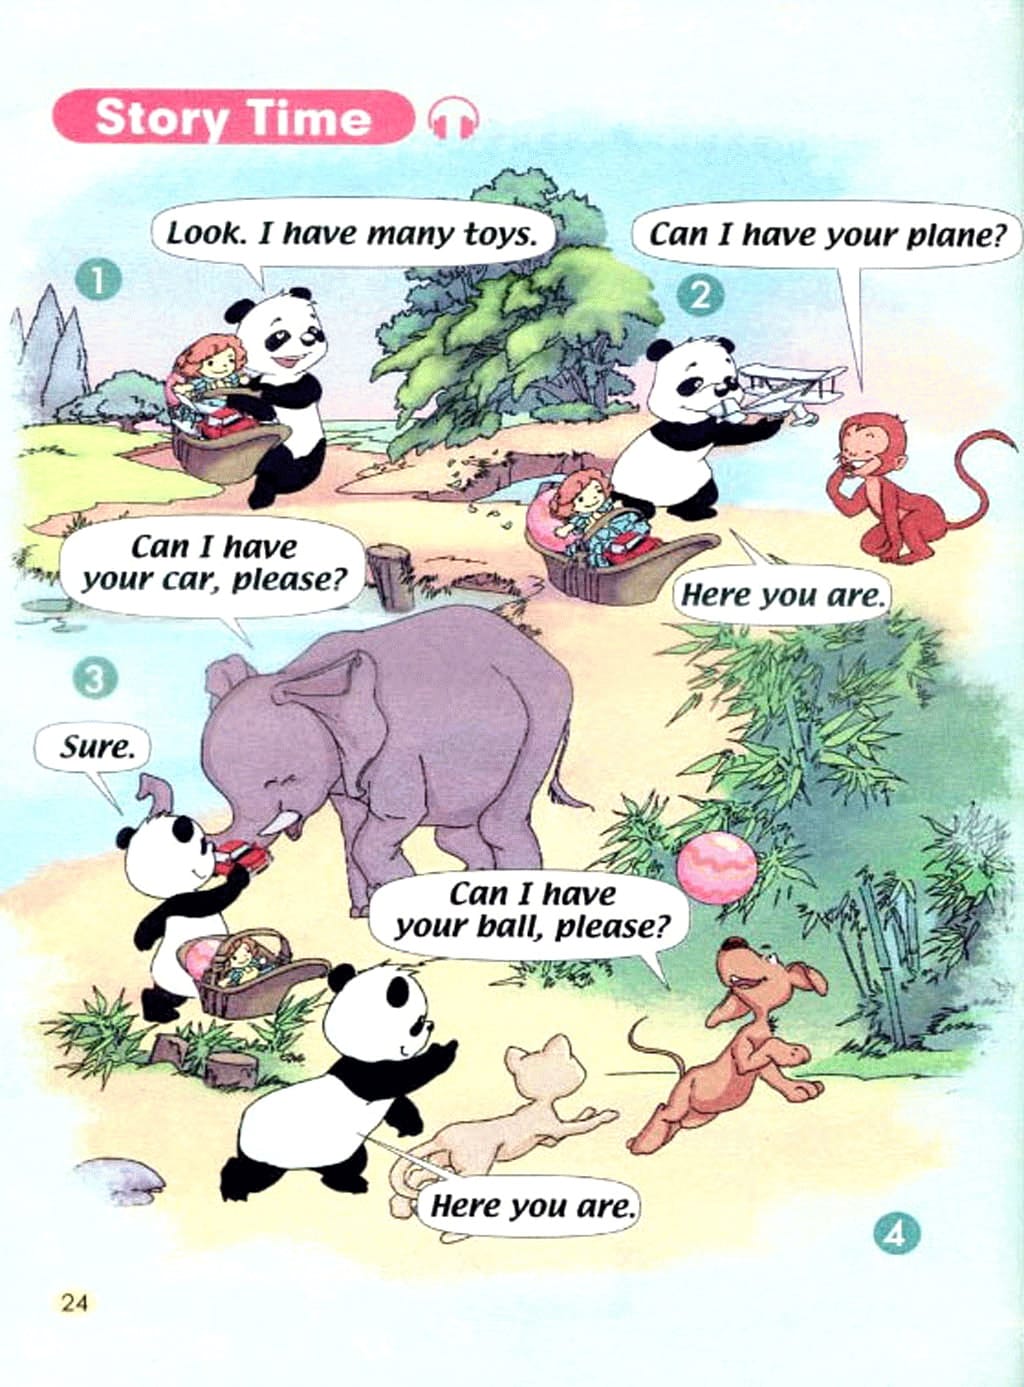 Story Time
Look. I have many toys.
1
Can I have your plane?
2
Here you are.
Can I have
your car, please?
3
Sure.
Can I have
your ball, please?
Here you are.
4
24